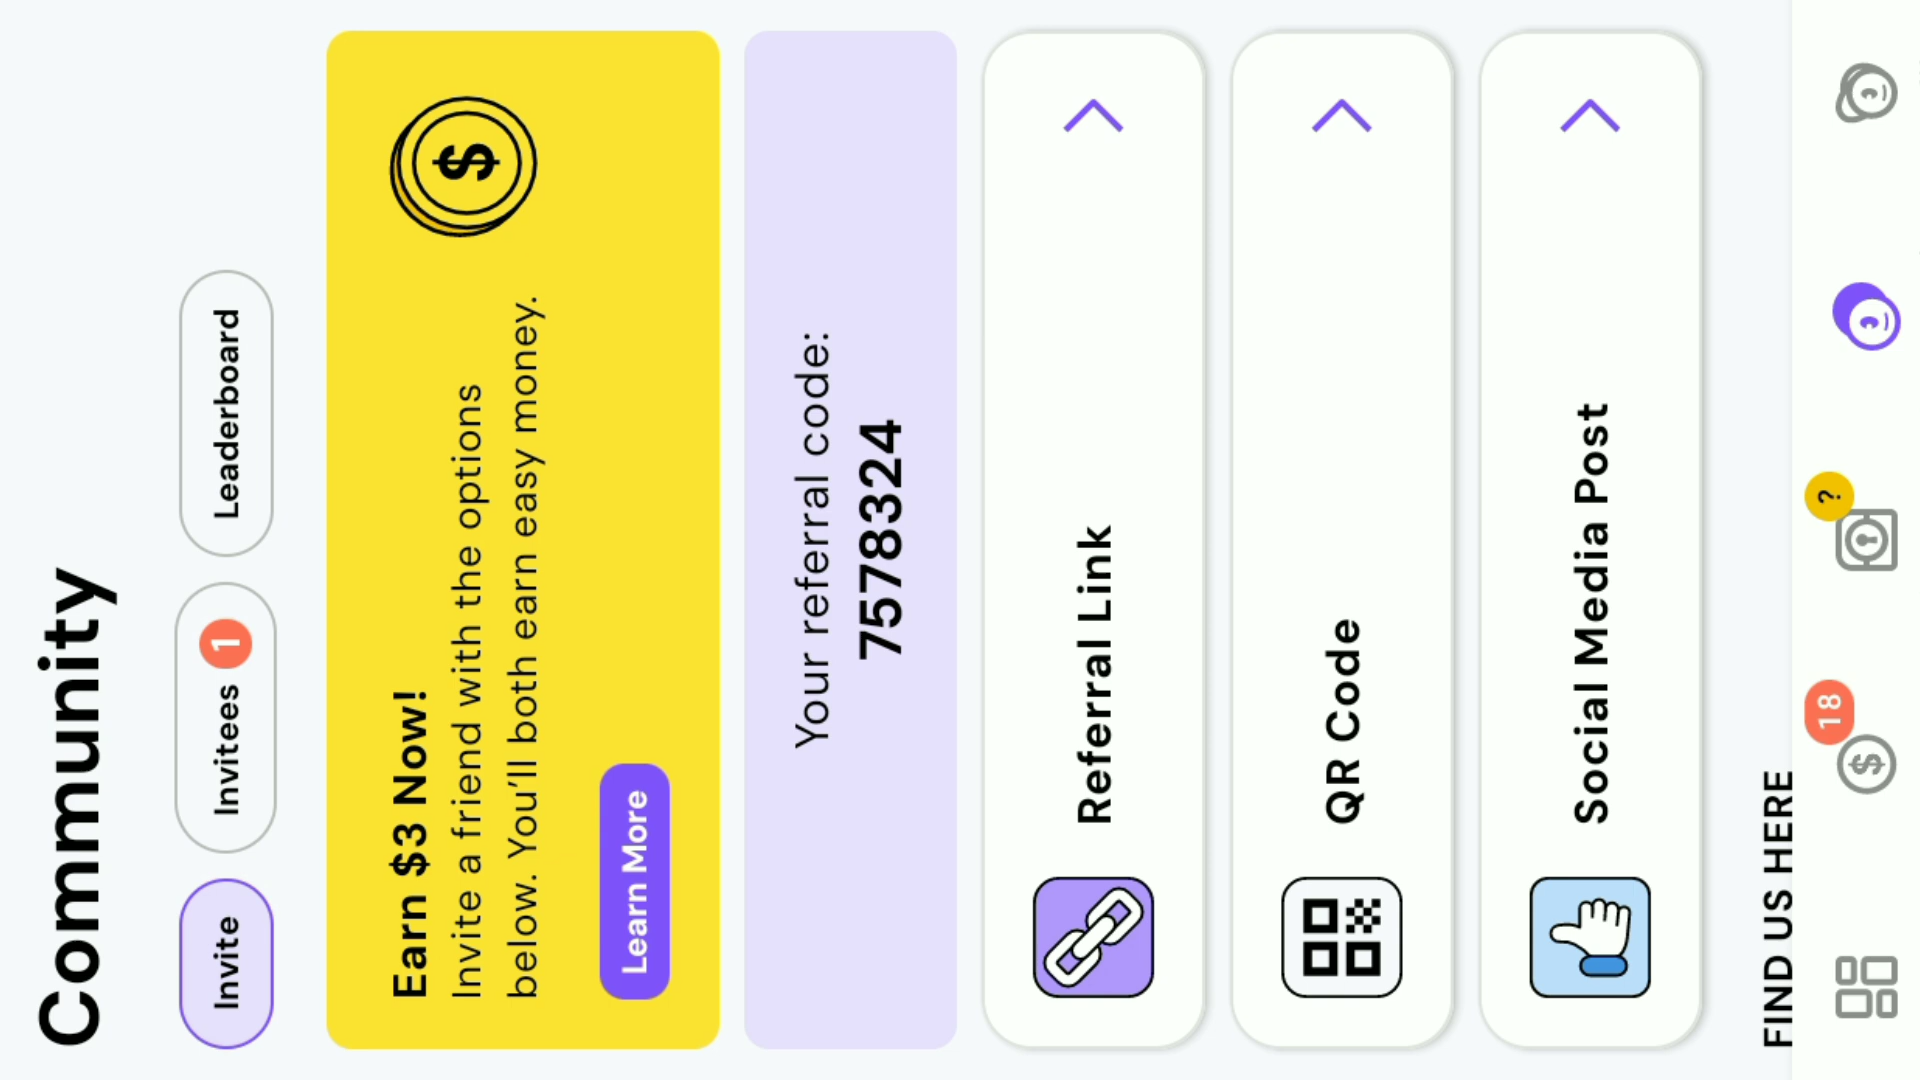 Community
Invite
Invitees 1
Leaderboard
Earn $3 Now!
Invite a friend with the options
below. You'll both earn easy money.
$
Learn More
Your referral code:
7578324
Referral Link
QR Code
Social Media Post
FIND US HERE
18
$
?